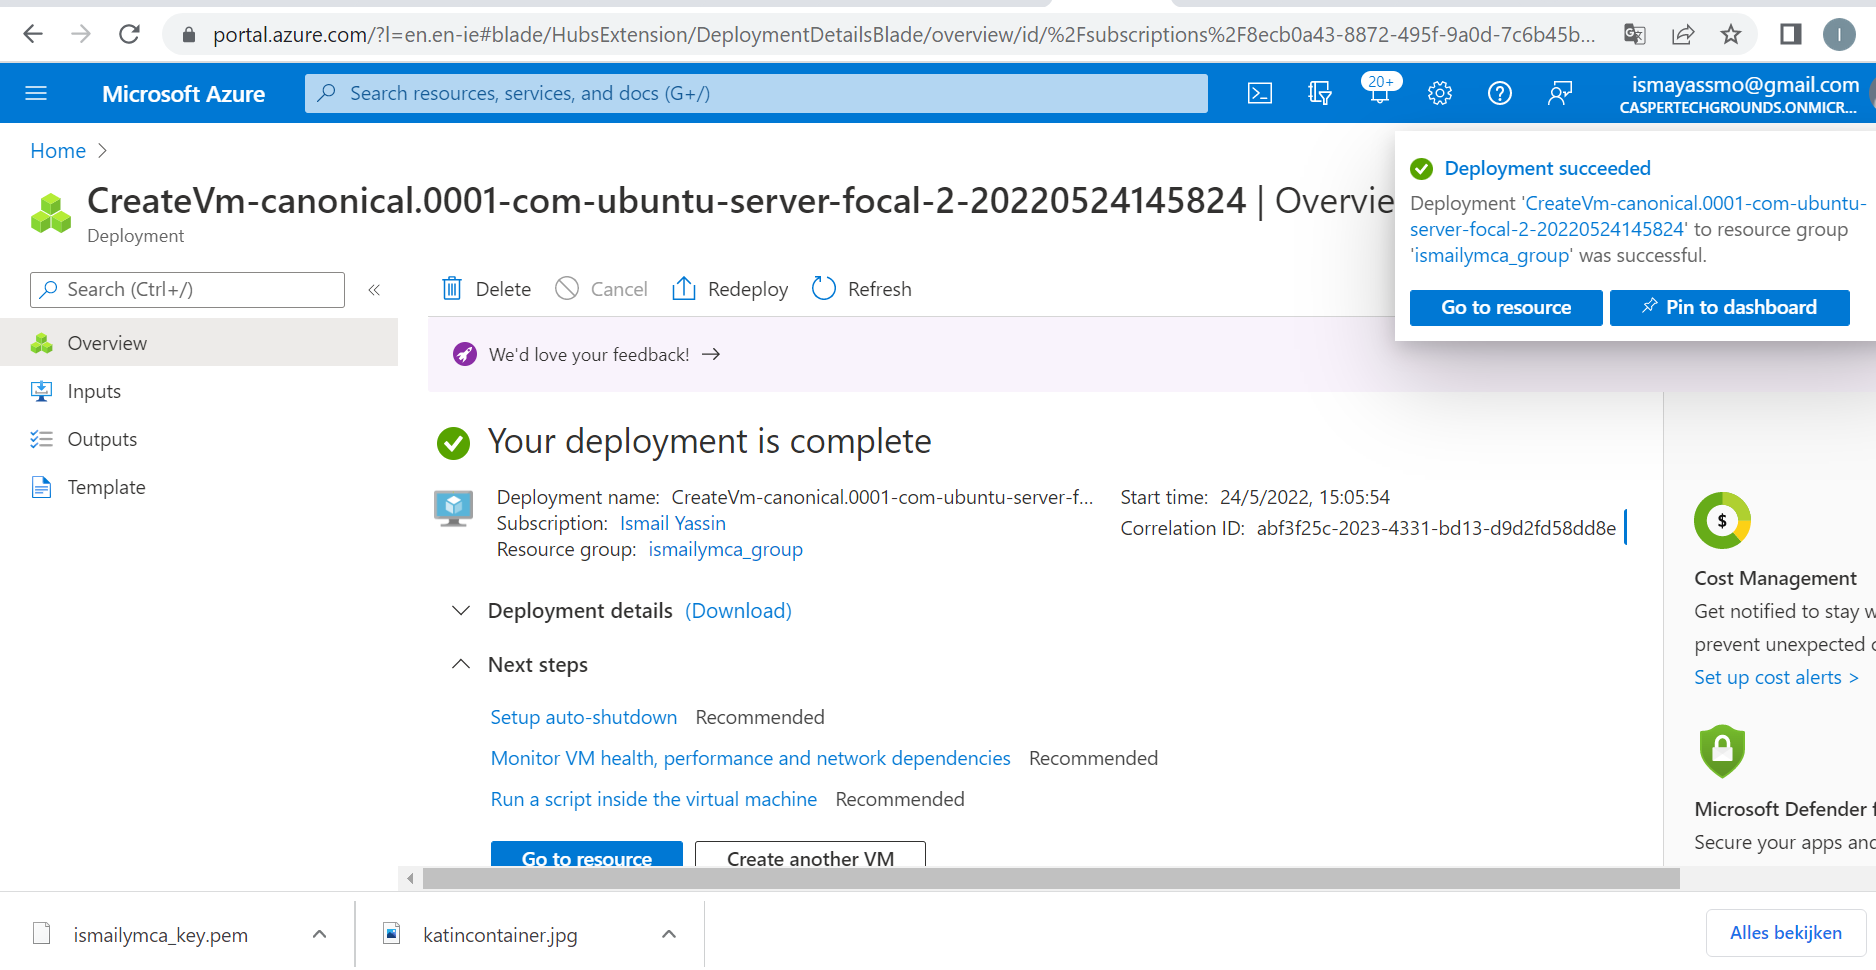 portal.azure.com/?l=en.en-ie#blade/HubsExtension/DeploymentDetailsBlade/overview/id/%2Fsubscriptions%2F8ecb0a43-8872-495f-9a0d-7c6b45b...
I
Microsoft Azure
Search resources, services, and docs (G+/)
20+
ismayassmo@gmail.com
CASPERTECHGROUNDS.ONMICR...
Home
CreateVm-canonical.0001-com-ubuntu-server-focal-2-20220524145824 | Overvie
Deployment
Deployment succeeded
Deployment 'CreateVm-canonical.0001-com-ubuntu-
server-focal-2-20220524145824' to resource group
'ismailymca_group' was successful.
Go to resource
Pin to dashboard
Search (Ctrl+/)
«
Delete
Cancel
Redeploy
Refresh
Overview
Inputs
Outputs
Template
We'd love your feedback! →
Your deployment is complete
Deployment name: CreateVm-canonical.0001-com-ubuntu-server-f...
Subscription: Ismail Yassin
Resource group: ismailymca_group
Start time: 24/5/2022, 15:05:54
Correlation ID: abf3f25c-2023-4331-bd13-d9d2fd58dd8e
Deployment details (Download)
Next steps
Setup auto-shutdown Recommended
Monitor VM health, performance and network dependencies Recommended
Run a script inside the virtual machine Recommended
Go to resource
Create another VM
$
Cost Management
Get notified to stay w
prevent unexpected c
Set up cost alerts >
Microsoft Defender f
Secure your apps and
ismailymca_key.pem
katincontainer.jpg
Alles bekijken